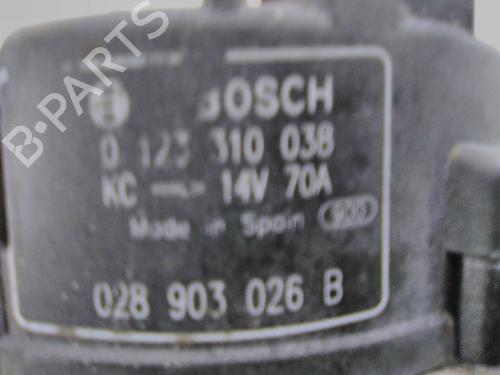 BOSCH
0 123 310 038
KC 14V 70A
Made in Spain
028 903 026 B
B-PARTS